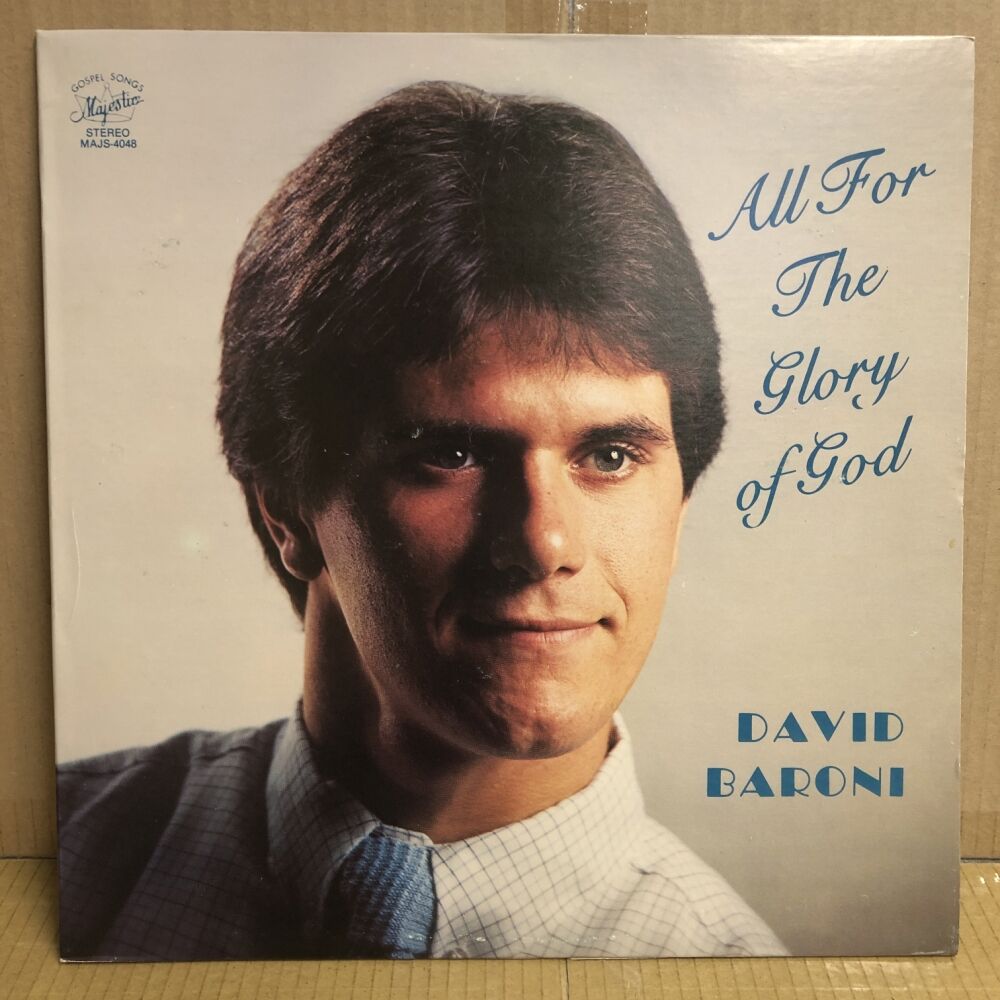 GOSPEL SONGS
Majestic
STEREO
MAJS-4048
All For
The
Glory
of God
DAVID
BARONI